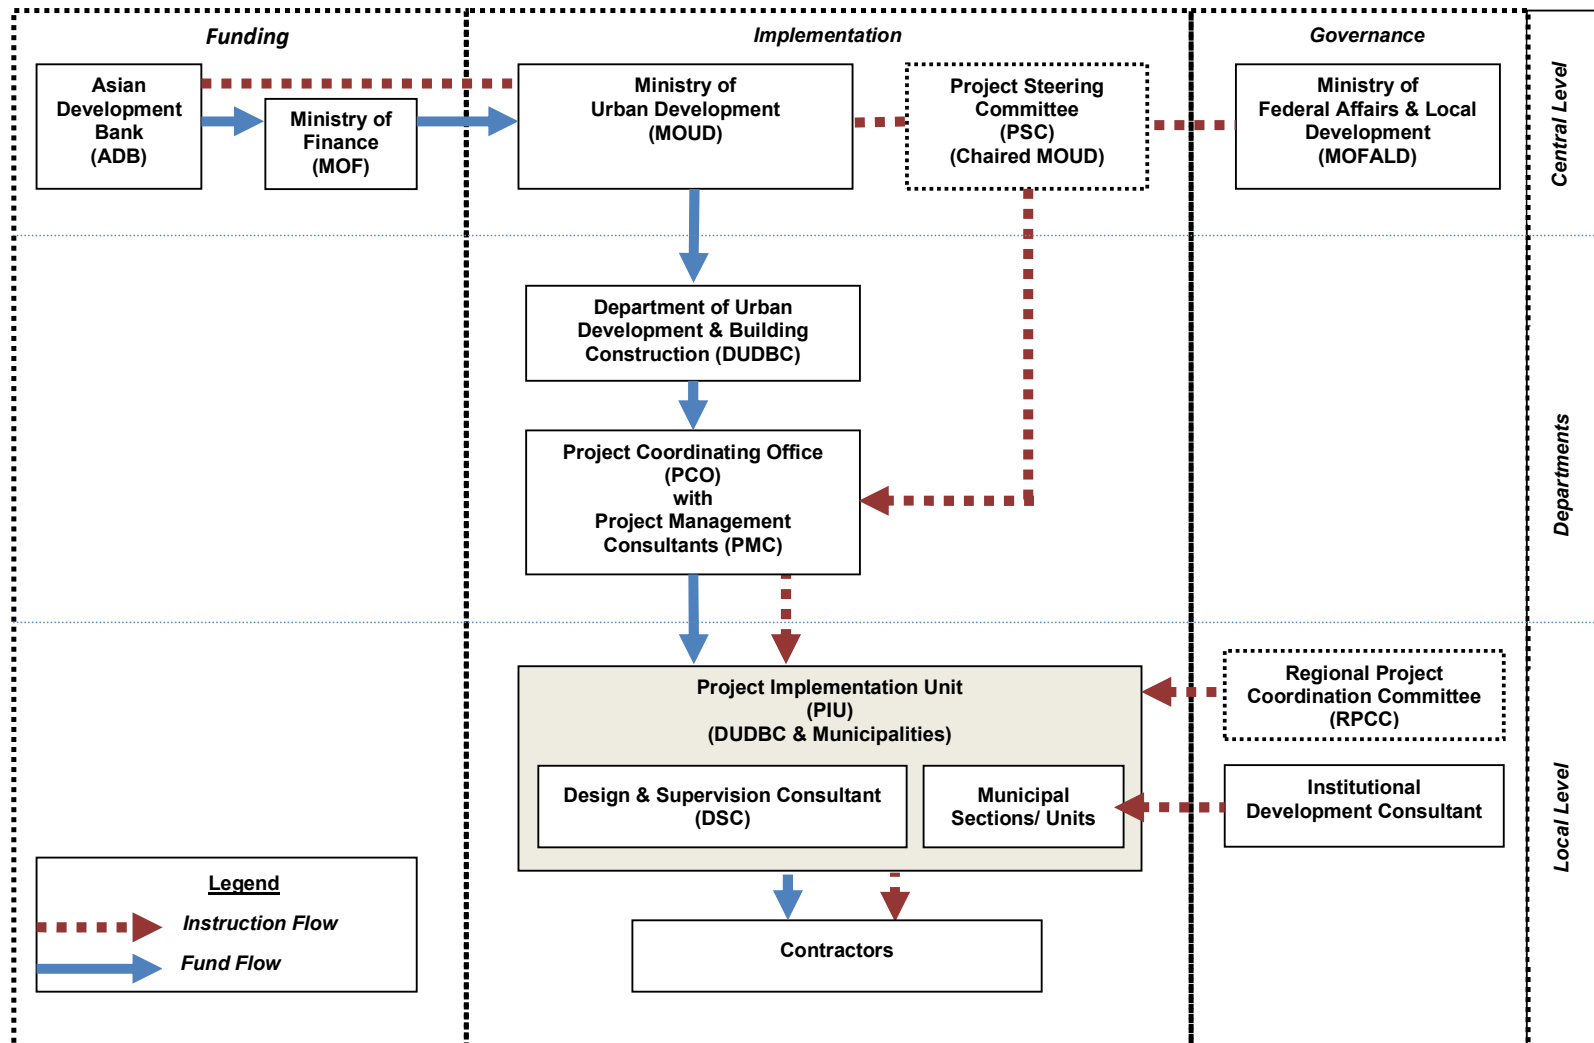 Funding
Implementation
Governance
Asian
Development
Bank
(ADB)
Ministry of
Finance
(MOF)
Ministry of
Urban Development
(MOUD)
Project Steering
Committee
(PSC)
(Chaired MOUD)
Ministry of
Federal Affairs & Local
Development
(MOFALD)
Central Level
Department of Urban
Development & Building
Construction (DUDBC)
Project Coordinating Office
(PCO)
with
Project Management
Consultants (PMC)
Departments
Project Implementation Unit
(PIU)
(DUDBC & Municipalities)
Regional Project
Coordination Committee
(RPCC)
Design & Supervision Consultant
(DSC)
Municipal
Sections/ Units
Institutional
Development Consultant
Local Level
Contractors
Legend
Instruction Flow
Fund Flow